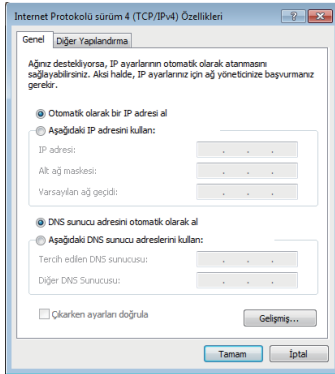 Internet Protokolü sürüm 4 (TCP/IPv4) Özellikleri
Genel
Diğer Yapılandırma
Ağınız destekliyorsa, IP ayarlarının otomatik olarak atanmasını
sağlayabilirsiniz. Aksi halde, IP ayarlarınız için ağ yöneticinize başvurmanız
gerekir.
Otomatik olarak bir IP adresi al
Aşağıdaki IP adresini kullan:
IP adresi:
Alt ağ maskesi:
Varsayılan ağ geçidi:
DNS sunucu adresini otomatik olarak al
Aşağıdaki DNS sunucu adreslerini kullan:
Tercih edilen DNS sunucusu:
Diğer DNS Sunucusu:
Çıkarken ayarları doğrula
Gelişmiş...
Tamam
İptal